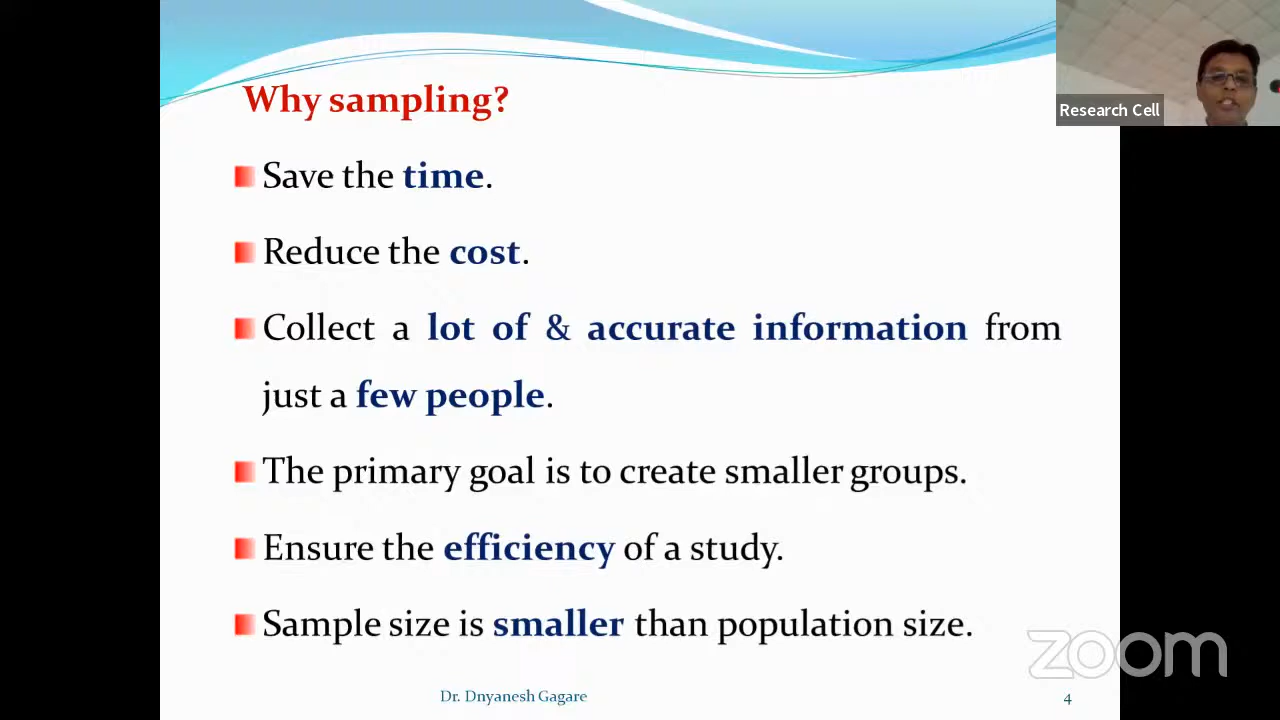 Why sampling?
Research Cell
Save the time.
Reduce the cost.
Collect a lot of & accurate information from
just a few people.
The primary goal is to create smaller groups.
Ensure the efficiency of a study.
Sample size is smaller than population size.
zoom
Dr. Dnyanesh Gagare
4